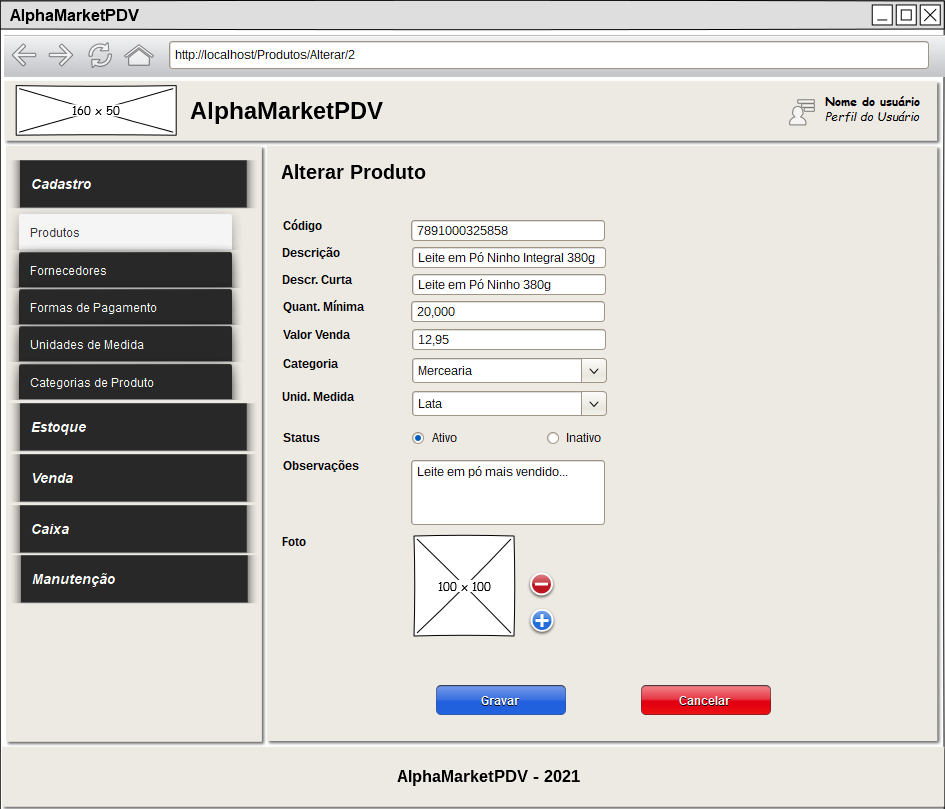 AlphaMarketPDV
http://localhost/Produtos/Alterar/2
160 x 50
AlphaMarketPDV
Nome do usuário
Perfil do Usuário
Cadastro
Produtos
Fornecedores
Formas de Pagamento
Unidades de Medida
Categorias de Produto
Estoque
Venda
Caixa
Manutenção
Alterar Produto
Código 7891000325858
Descrição Leite em Pó Ninho Integral 380g
Descr. Curta Leite em Pó Ninho 380g
Quant. Mínima 20,000
Valor Venda 12,95
Categoria Mercearia
Unid. Medida Lata
Status Ativo Inativo
Observações Leite em pó mais vendido...
Foto
100 x 100
Gravar Cancelar
AlphaMarketPDV - 2021